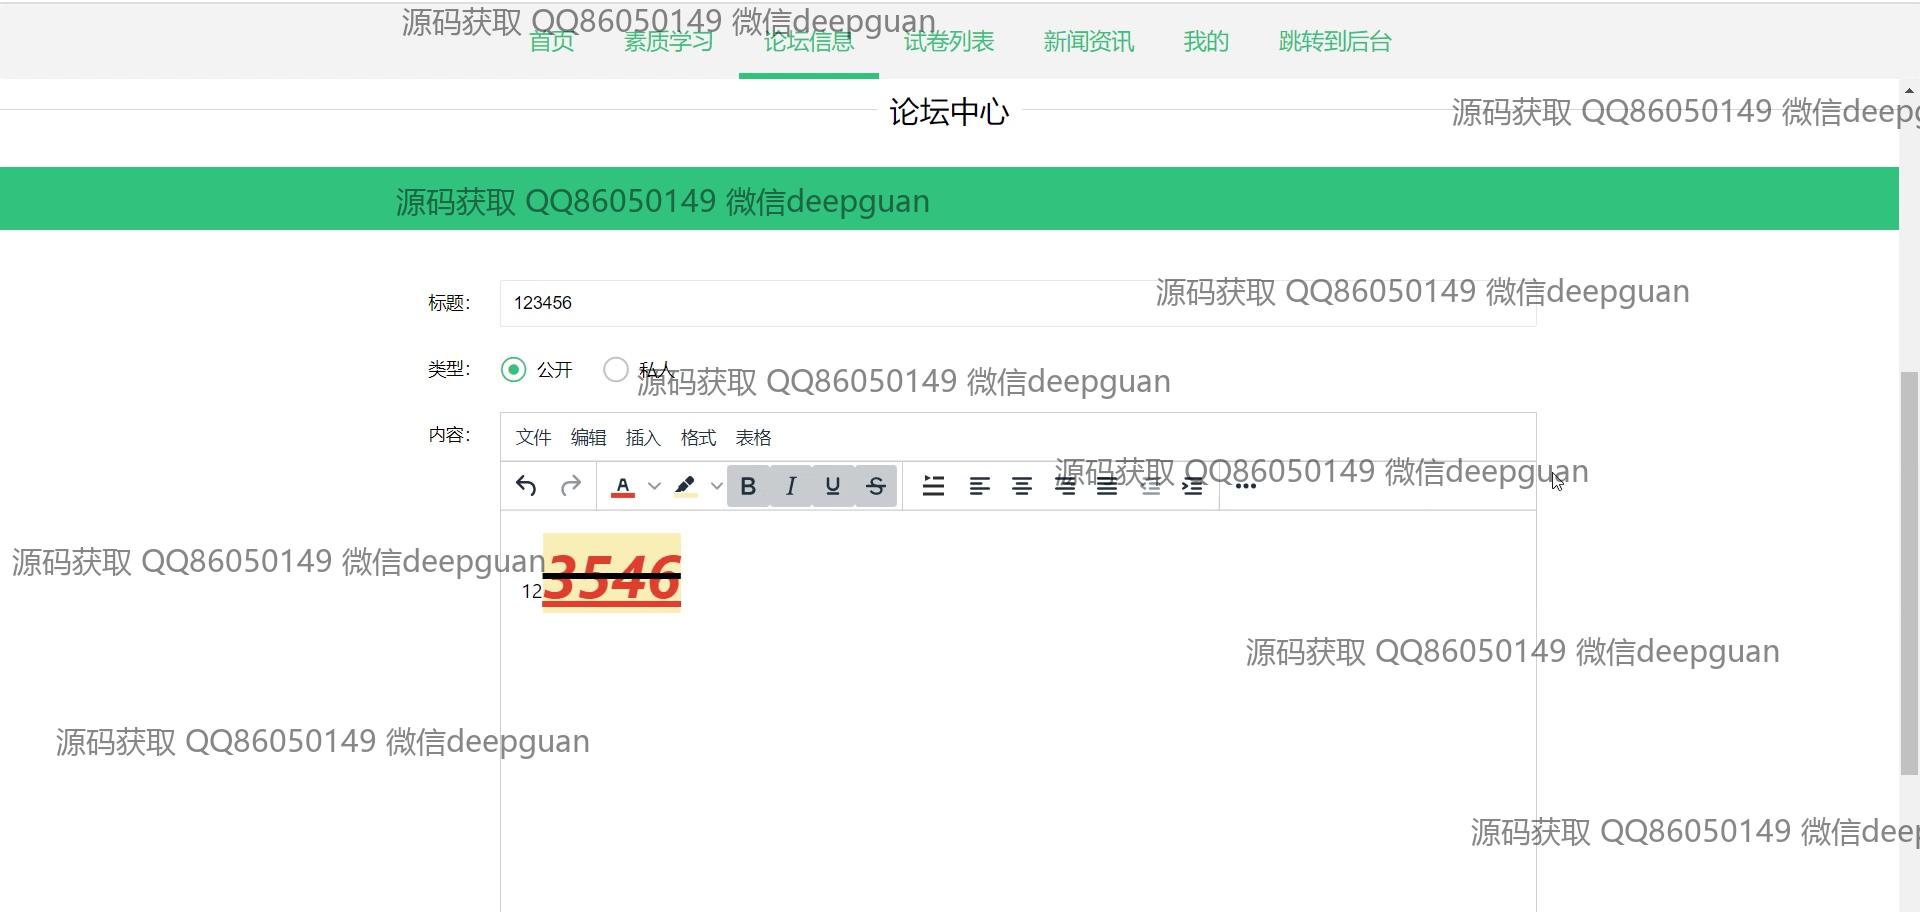 源码获取 QQ86050149 微信deepguan
首页 素质学习 论坛信息 试卷列表 新闻资讯 我的 跳转到后台
论坛中心
源码获取 QQ86050149 微信deepg
源码获取 QQ86050149 微信deepguan
源码获取 QQ86050149 微信deepguan
标题： 123456
类型： 公开 私人
源码获取 QQ86050149 微信deepguan
内容： 文件 编辑 插入 格式 表格
源码获取 QQ86050149 微信deepguan
A B I U S
源码获取 QQ86050149 微信deepguan
123546
源码获取 QQ86050149 微信deepguan
源码获取 QQ86050149 微信deepguan
源码获取 QQ86050149 微信deep